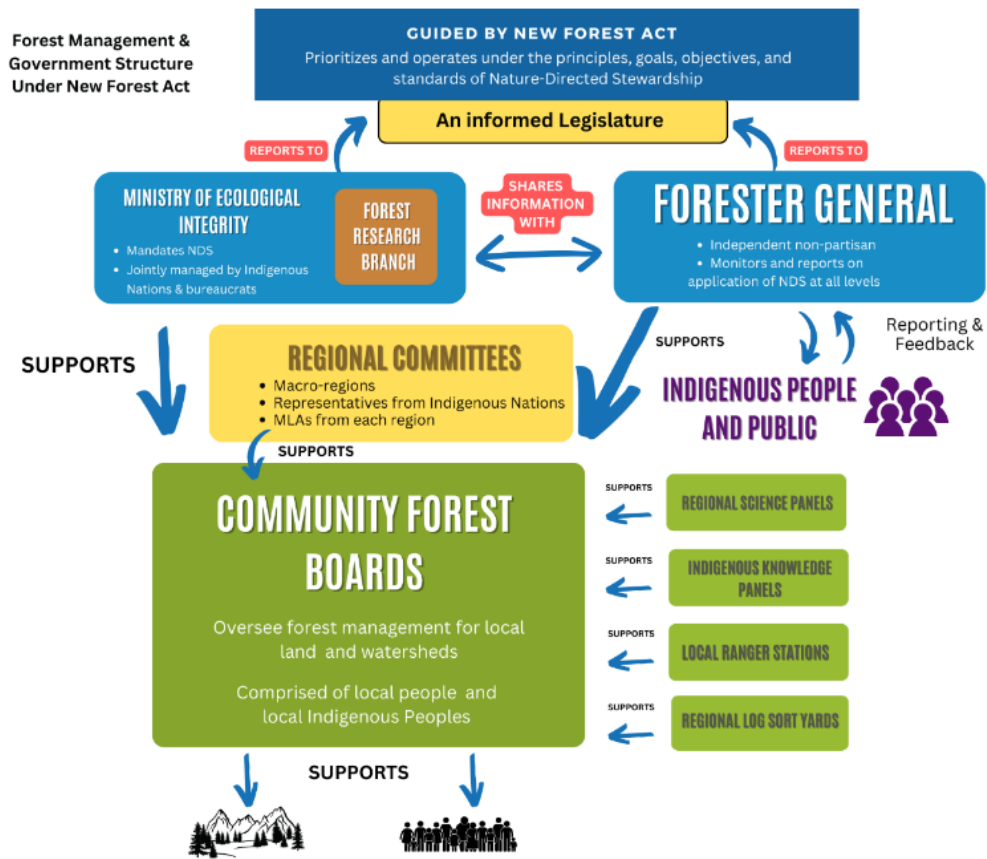 Forest Management &
Government Structure
Under New Forest Act
GUIDED BY NEW FOREST ACT
Prioritizes and operates under the principles, goals, objectives, and
standards of Nature-Directed Stewardship
An informed Legislature
REPORTS TO
REPORTS TO
MINISTRY OF ECOLOGICAL
INTEGRITY
• Mandates NDS
• Jointly managed by Indigenous
Nations & bureaucrats
FOREST
RESEARCH
BRANCH
SHARES
INFORMATION
WITH
FORESTER GENERAL
• Independent non-partisan
• Monitors and reports on
application of NDS at all levels
SUPPORTS
REGIONAL COMMITTEES
• Macro-regions
• Representatives from Indigenous Nations
• MLAs from each region
SUPPORTS
SUPPORTS
Reporting &
Feedback
INDIGENOUS PEOPLE
AND PUBLIC
COMMUNITY FOREST
BOARDS
Oversee forest management for local
land and watersheds
Comprised of local people and
local Indigenous Peoples
SUPPORTS
REGIONAL SCIENCE PANELS
SUPPORTS
INDIGENOUS KNOWLEDGE
PANELS
SUPPORTS
LOCAL RANGER STATIONS
SUPPORTS
REGIONAL LOG SORT YARDS
SUPPORTS